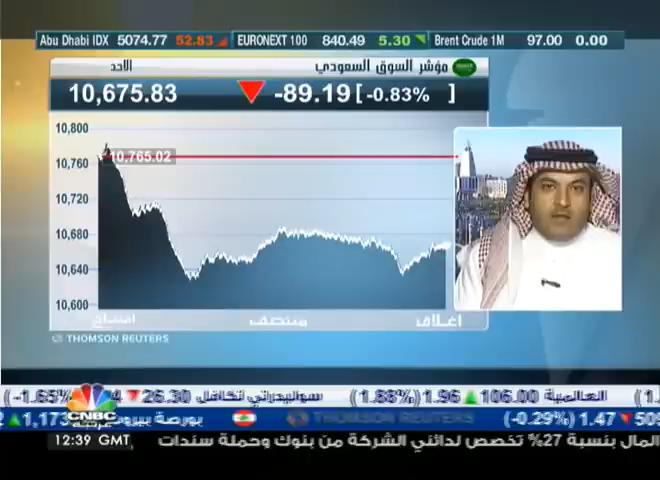 Abu Dhabi IDX 5074.77 52.83 EURONEXT 100 840.49 5.30 Brent Crude 1M 97.00 0.00
الاحد
مؤشر السوق السعودي
10,675.83 -89.19 [ -0.83% ]
10,800
10,760
10,720
10,680
10,640
10,600
10,765.02
افتتاح منتصف اغلاق
THOMSON REUTERS
العالمية 106.00 1.96 (1.88%) سوليدرتي تكافل 26.30 (-1.65%)
CNBC
عربية
1.47 (-0.29%) THOMSON REUTERS بورصة بيروت
12:39 GMT
المال بنسبة 27% تخصص لدائني الشركة من بنوك وحملة سندات